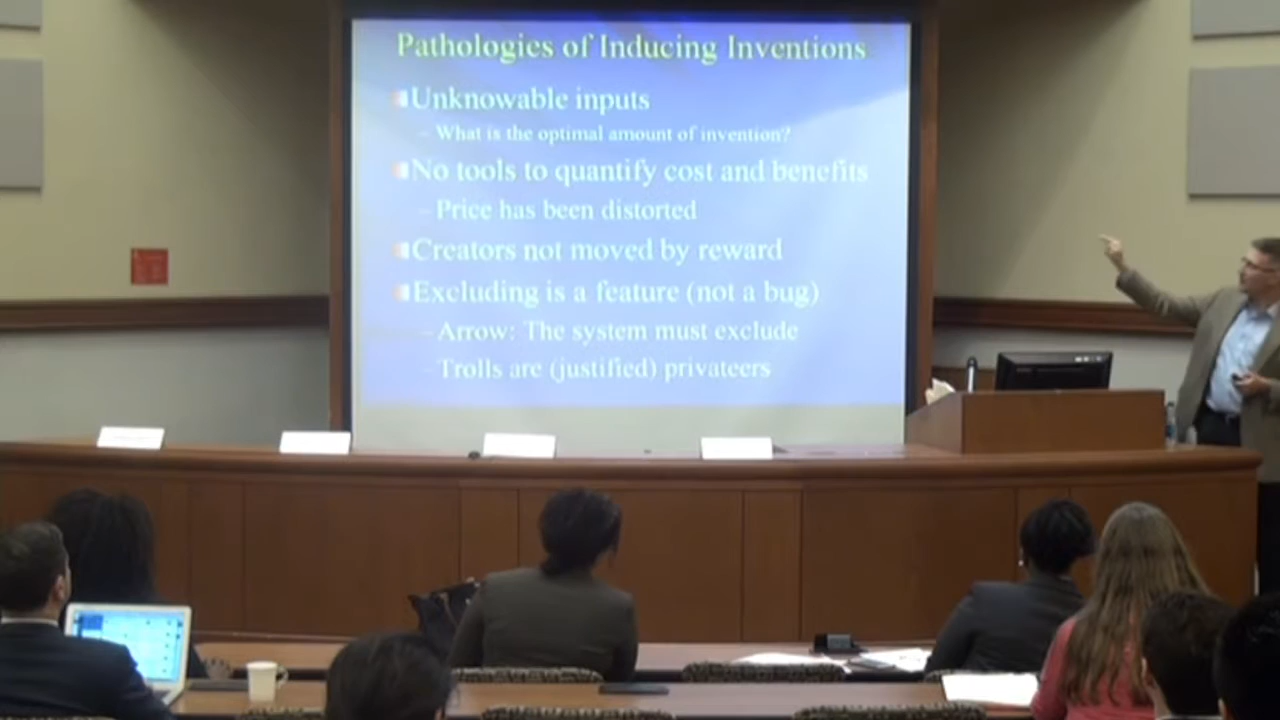 Pathologies of Inducing Inventions
Unknowable inputs
– What is the optimal amount of invention?
No tools to quantify cost and benefits
– Price has been distorted
Creators not moved by reward
Excluding is a feature (not a bug)
– Arrow: The system must exclude
– Trolls are (justified) privateers